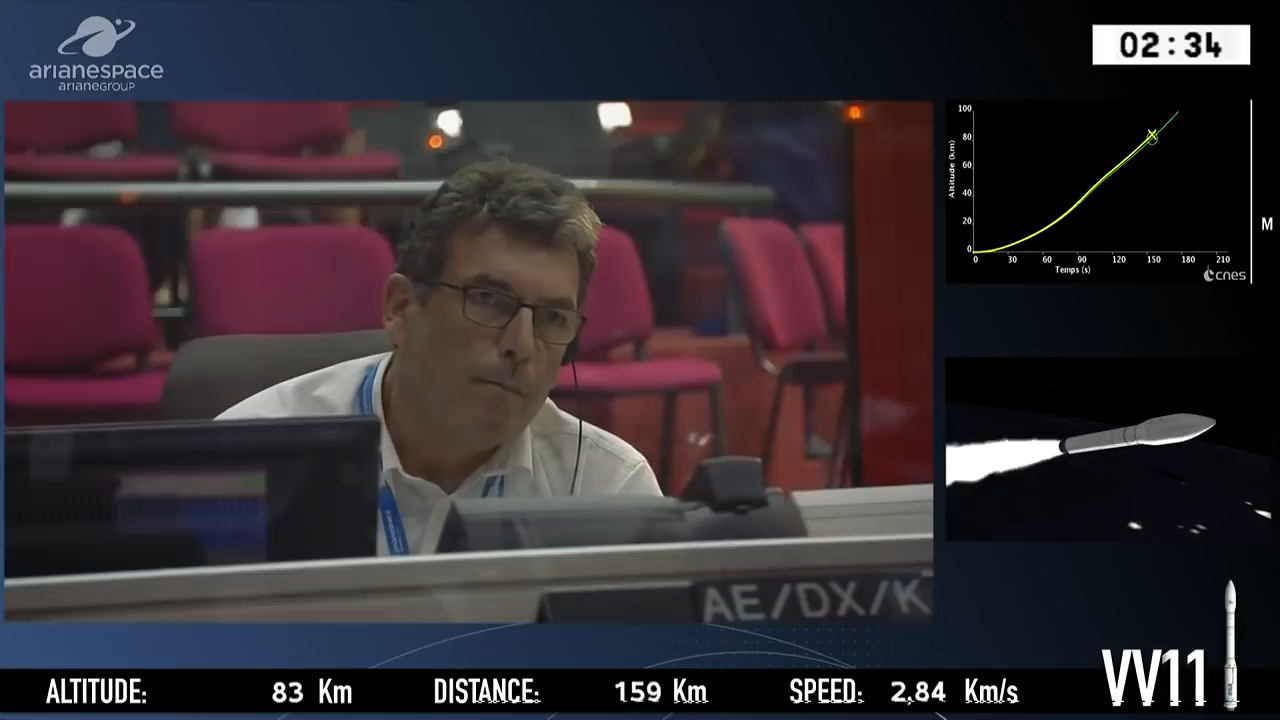 arianespace
arianeGROUP
02:34
100
80
60
40
20
0
Altitude (km)
0 30 60 90 120 150 180 210
Temps (s)
cnes
M
AE/DX/K
ALTITUDE: 83 Km DISTANCE: 159 Km SPEED: 2,84 Km/s
VV11
esa